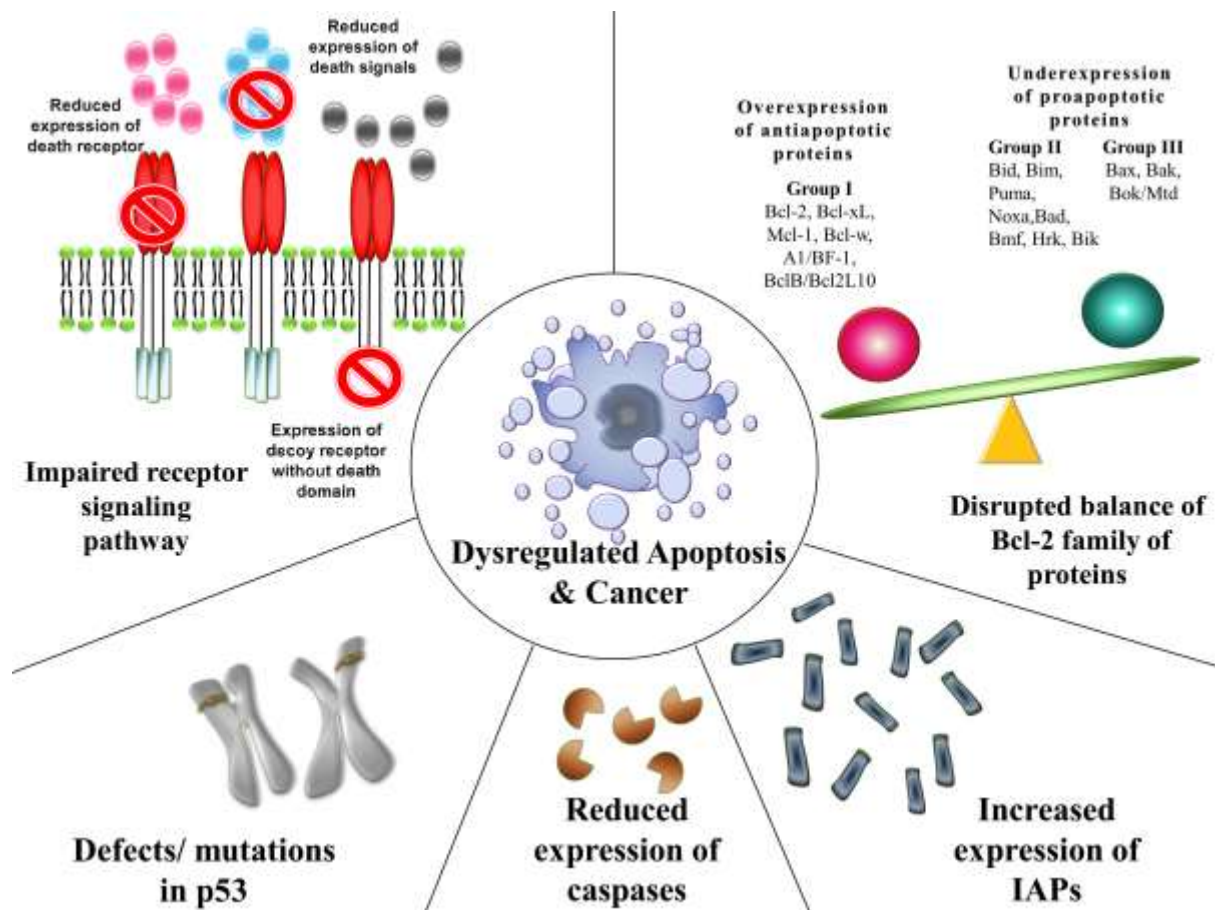 Reduced
expression of
death signals
Reduced
expression of
death receptor
Expression of
decoy receptor
without death
domain
Impaired receptor
signaling
pathway
Overexpression
of antiapoptotic
proteins
Group I
Bcl-2, Bcl-xL,
Mcl-1, Bcl-w,
A1/BF-1,
BclB/Bcl2L10
Underexpression
of proapoptotic
proteins
Group II
Bid, Bim,
Puma,
Noxa,Bad,
Bmf, Hrk, Bik
Group III
Bax, Bak,
Bok/Mtd
Disrupted balance of
Bcl-2 family of
proteins
Dysregulated Apoptosis
& Cancer
Defects/ mutations
in p53
Reduced
expression of
caspases
Increased
expression of
IAPs